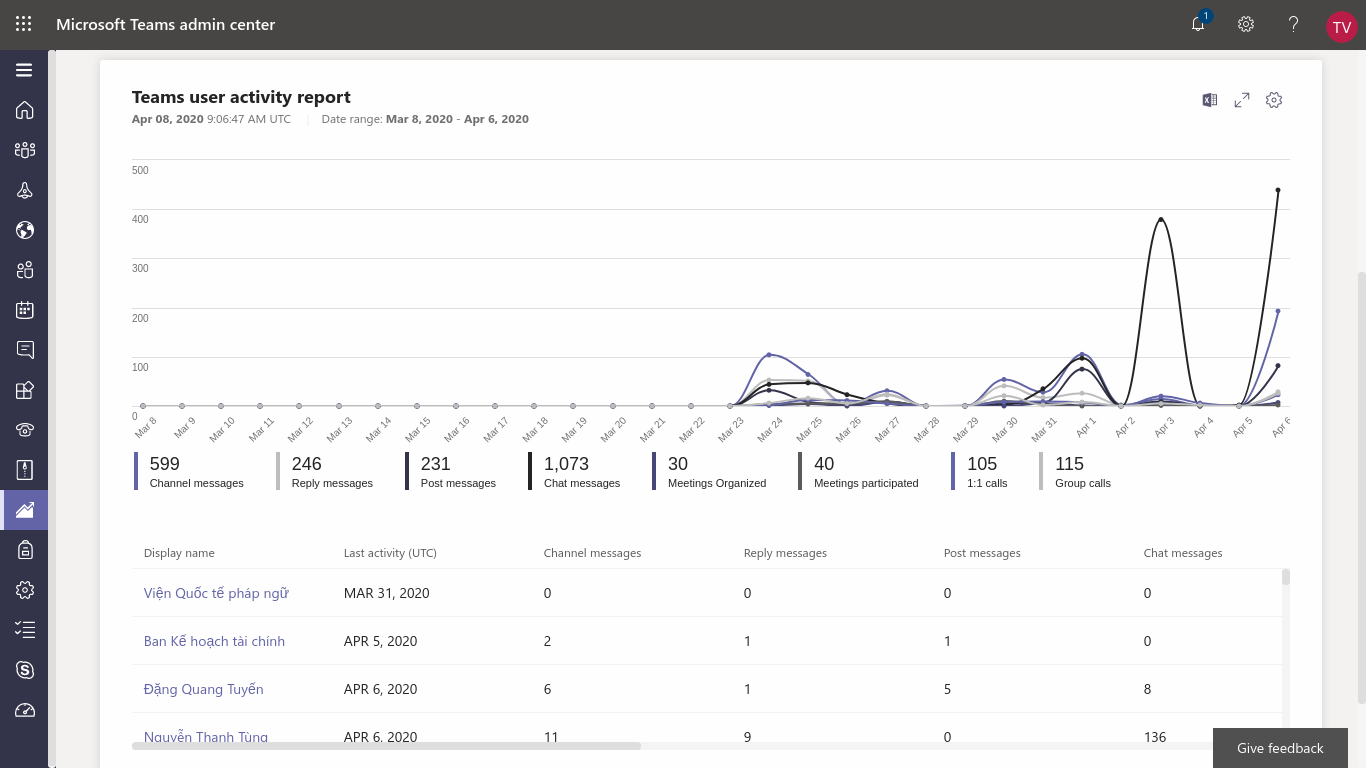 Microsoft Teams admin center
1
?
TV
Teams user activity report
Apr 08, 2020 9:06:47 AM UTC | Date range: Mar 8, 2020 - Apr 6, 2020
500
400
300
200
100
0
Mar 8 Mar 9 Mar 10 Mar 11 Mar 12 Mar 13 Mar 14 Mar 15 Mar 16 Mar 17 Mar 18 Mar 19 Mar 20 Mar 21 Mar 22 Mar 23 Mar 24 Mar 25 Mar 26 Mar 27 Mar 28 Mar 29 Mar 30 Mar 31 Apr 1 Apr 2 Apr 3 Apr 4 Apr 5 Apr 6
599 246 231 1,073 30 40 105 115
Channel messages Reply messages Post messages Chat messages Meetings Organized Meetings participated 1:1 calls Group calls
Display name Last activity (UTC) Channel messages Reply messages Post messages Chat messages
Viện Quốc tế pháp ngữ MAR 31, 2020 0 0 0 0
Ban Kế hoạch tài chính APR 5, 2020 2 1 1 0
Đặng Quang Tuyến APR 6, 2020 6 1 5 8
Nguyễn Thanh Tùng APR 6, 2020 11 9 0 136
Give feedback